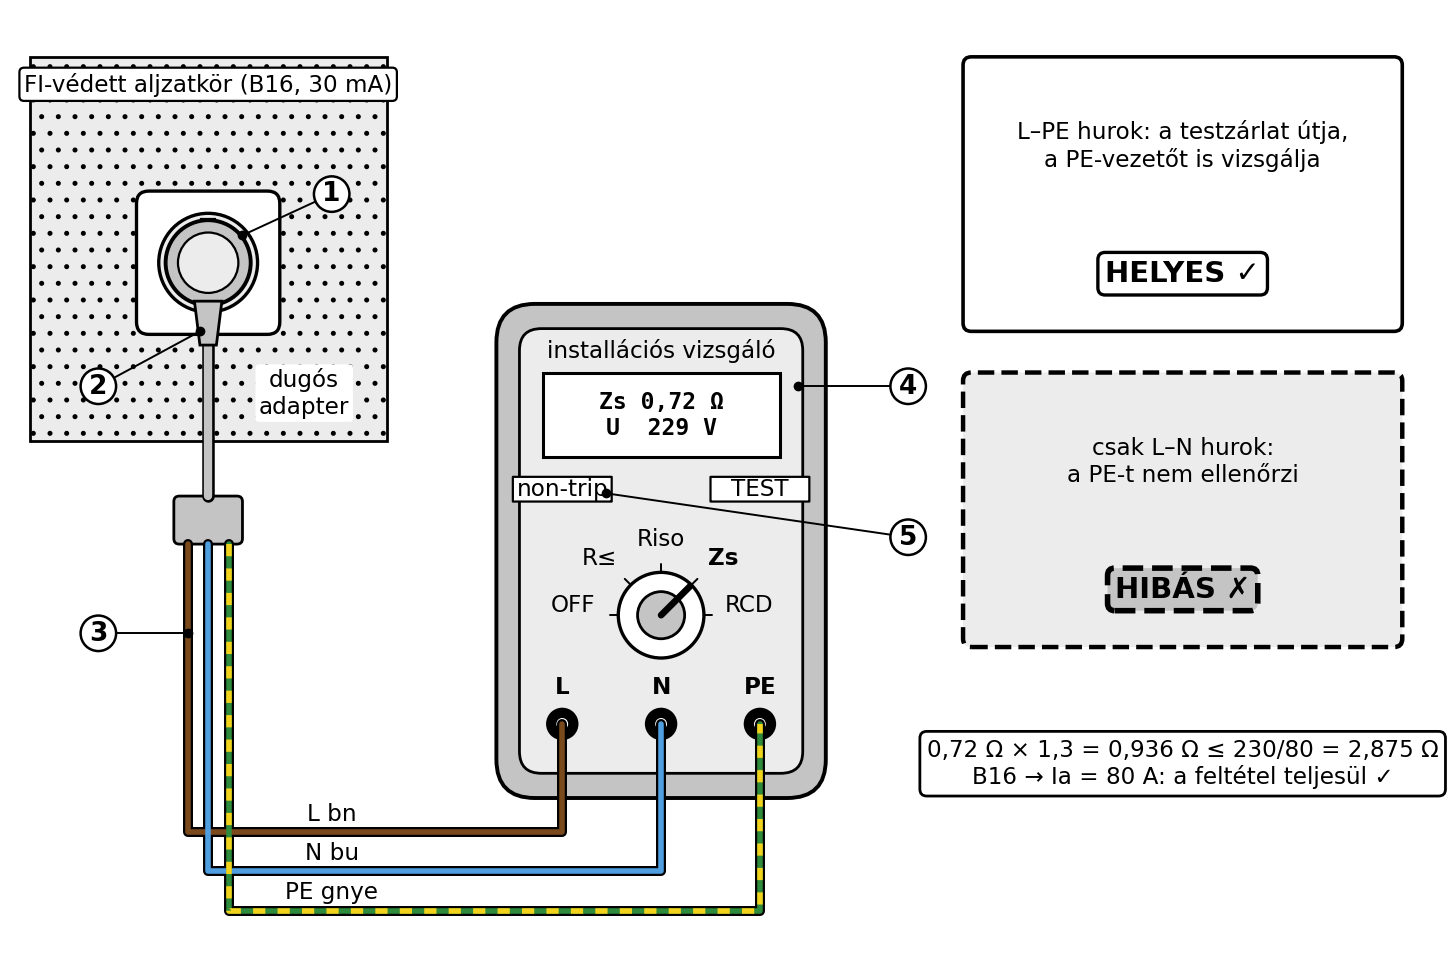 FI-védett aljzatkör (B16, 30 mA)
1
2
dugós
adapter
3
L bn
N bu
PE gnye
installációs vizsgáló
Zs 0,72 Ω
U 229 V
non-trip
TEST
Riso
R≤
Zs
OFF
RCD
L
N
PE
4
5
L–PE hurok: a testzárlat útja,
a PE-vezetőt is vizsgálja
HELYES ✓
csak L–N hurok:
a PE-t nem ellenőrzi
HIBÁS ✗
0,72 Ω × 1,3 = 0,936 Ω ≤ 230/80 = 2,875 Ω
B16 → Ia = 80 A: a feltétel teljesül ✓